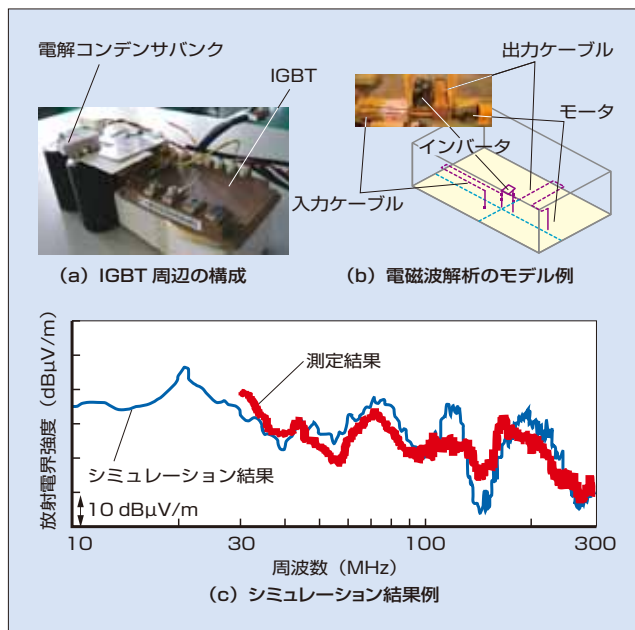 電解コンデンサバンク
IGBT
(a) IGBT 周辺の構成
出力ケーブル
モータ
インバータ
入力ケーブル
(b) 電磁波解析のモデル例
放射電界強度 (dBμV/m)
測定結果
シミュレーション結果
10 dBμV/m
10 30 100 300
周波数 (MHz)
(c) シミュレーション結果例